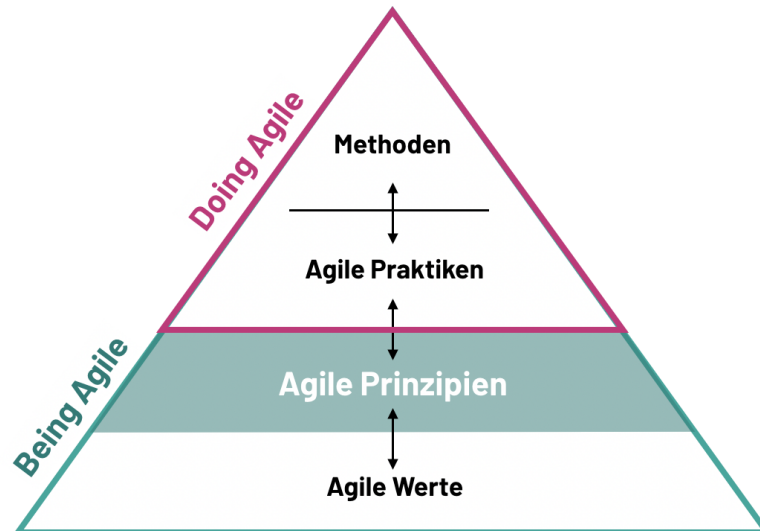 Doing Agile
Methoden
Agile Praktiken
Being Agile
Agile Prinzipien
Agile Werte